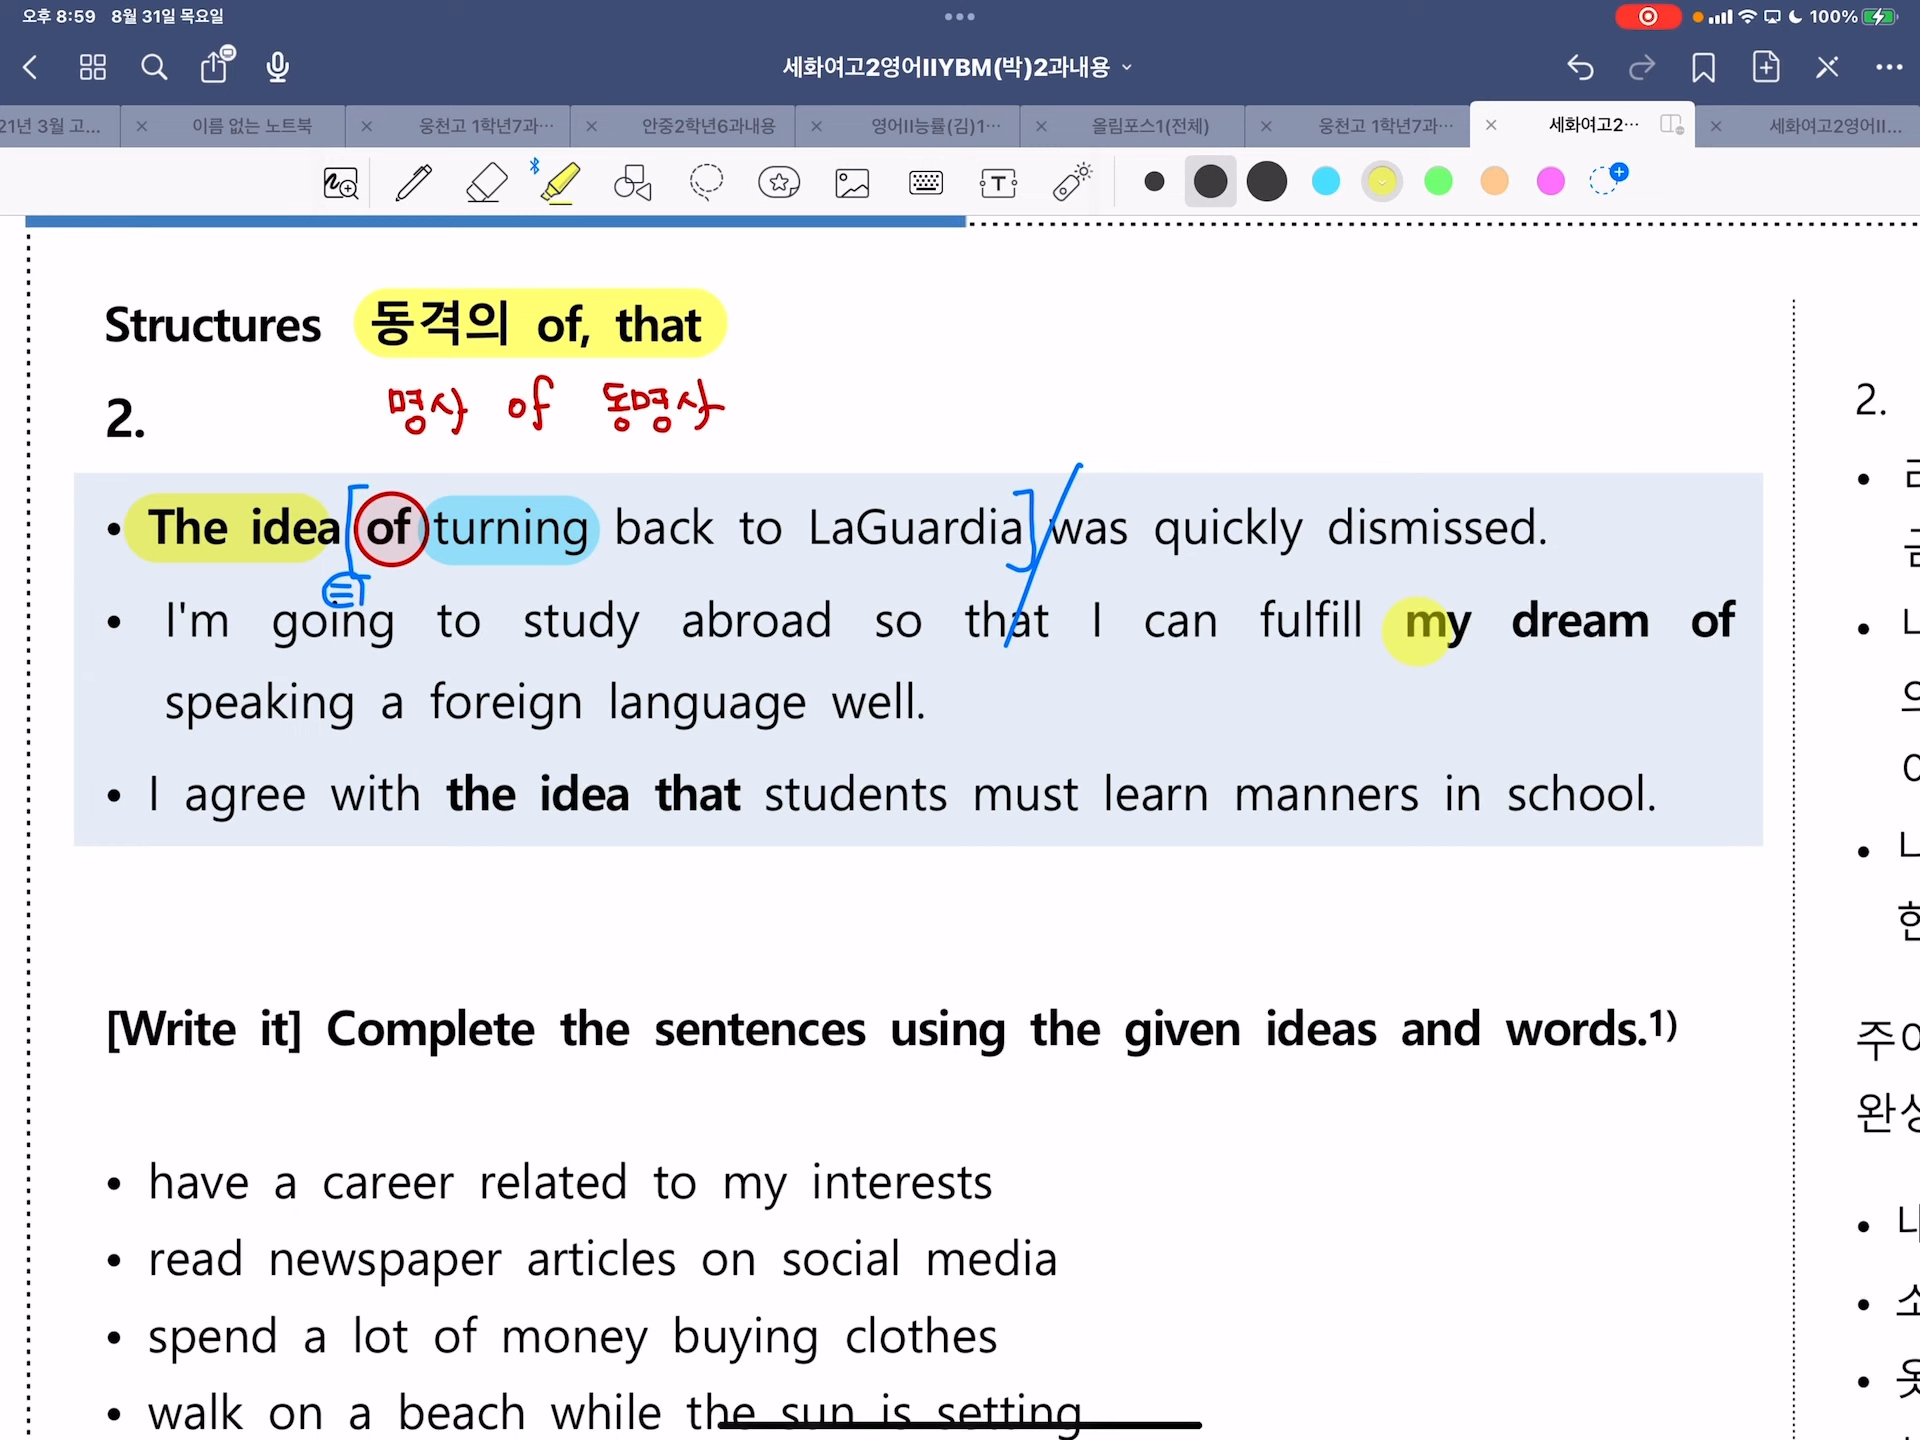 오후 8:59 8월 31일 목요일
100%
세화여고2영어IIYBM(박)2과내용
21년 3월 고...
이름 없는 노트북
웅천고 1학년7과...
안중2학년6과내용
영어II능률(김)1...
올림포스1(전체)
웅천고 1학년7과...
세화여고2...
세화여고2영어II...
Structures 동격의 of, that
명사 of 동명사
2.
• The idea [of turning back to LaGuardia] / was quickly dismissed.
=
• I'm going to study abroad so that I can fulfill my dream of
speaking a foreign language well.
• I agree with the idea that students must learn manners in school.
[Write it] Complete the sentences using the given ideas and words.1)
• have a career related to my interests
• read newspaper articles on social media
• spend a lot of money buying clothes
• walk on a beach while the sun is setting
2.
주어
완성